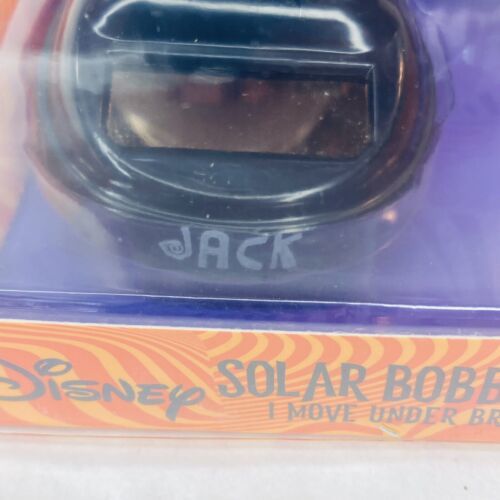 JACK
Disney SOLAR BOBB
I MOVE UNDER BR